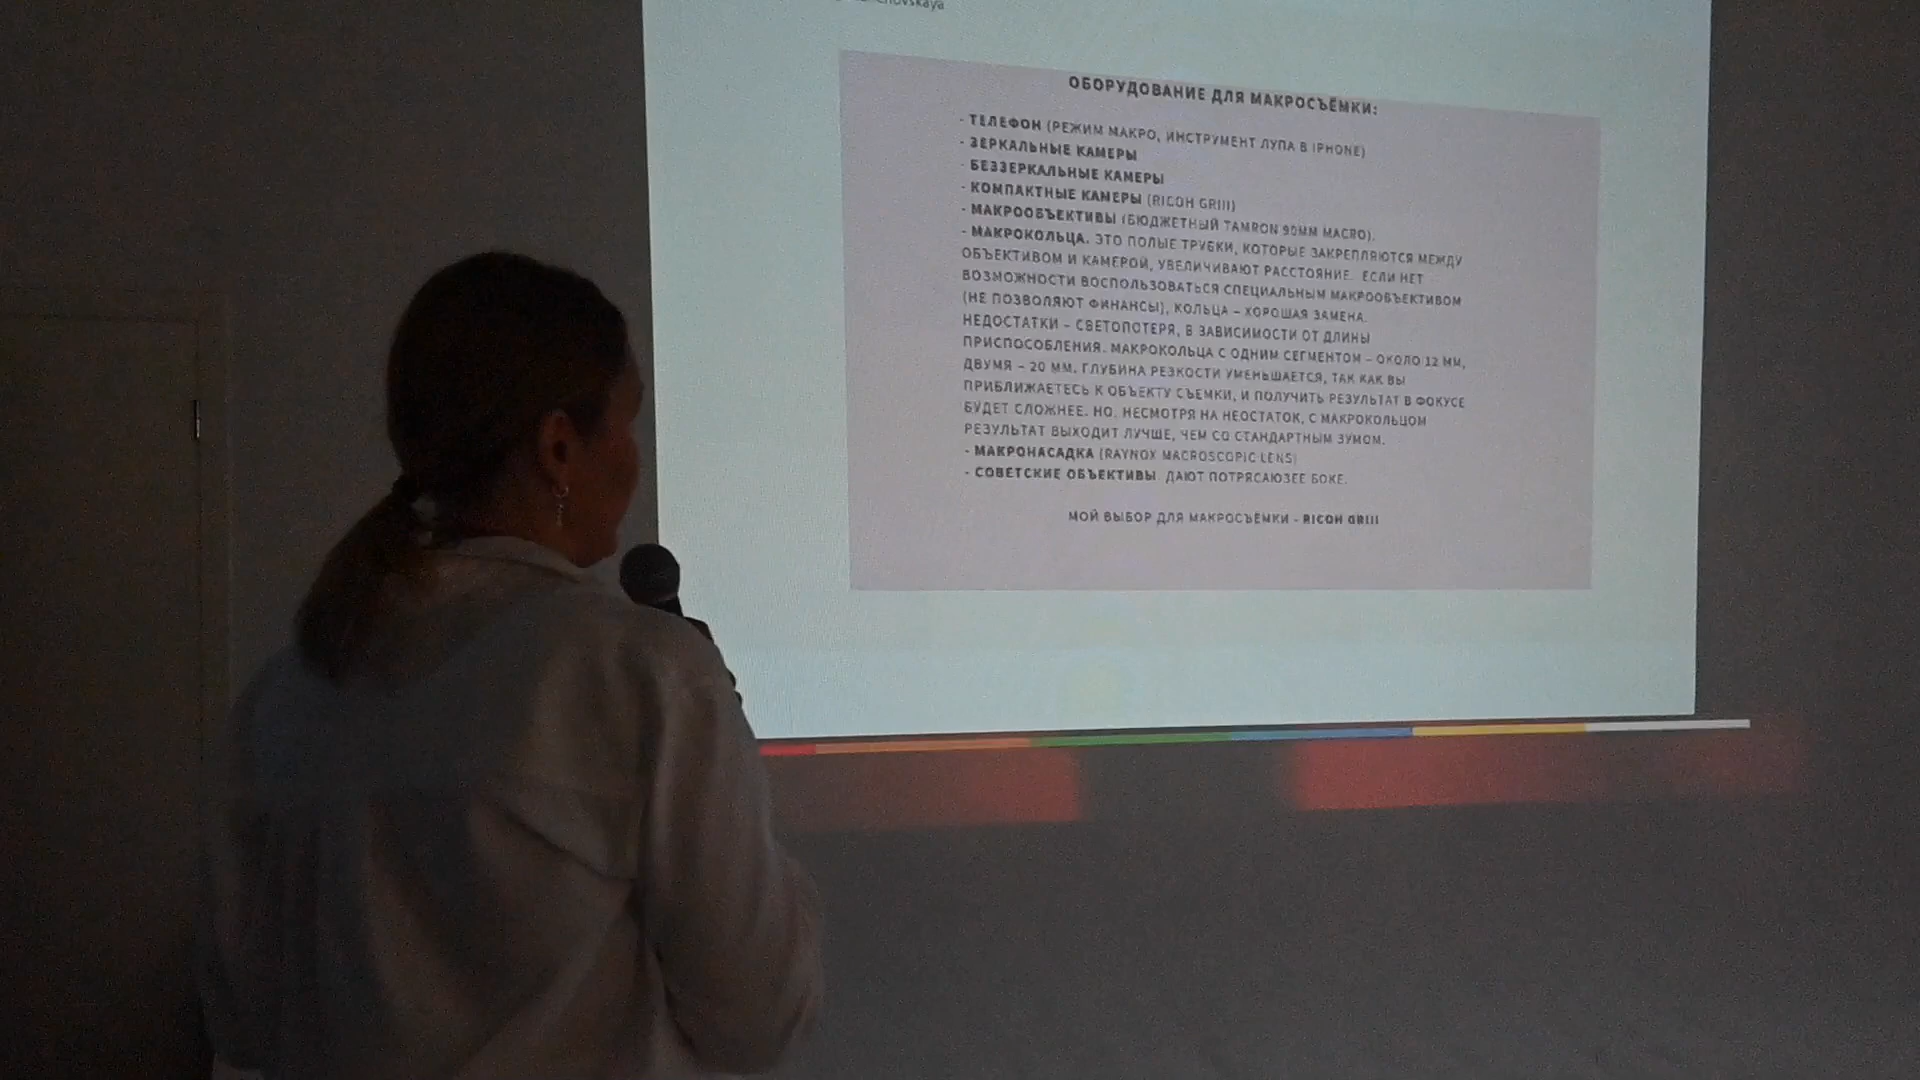 ОБОРУДОВАНИЕ ДЛЯ МАКРОСЪЁМКИ:
- ТЕЛЕФОН (РЕЖИМ МАКРО, ИНСТРУМЕНТ ЛУПА В IPHONE)
- ЗЕРКАЛЬНЫЕ КАМЕРЫ
- БЕЗЗЕРКАЛЬНЫЕ КАМЕРЫ
- КОМПАКТНЫЕ КАМЕРЫ (RICOH GRIII)
- МАКРООБЪЕКТИВЫ (БЮДЖЕТНЫЙ TAMRON 90MM MACRO).
- МАКРОКОЛЬЦА. ЭТО ПОЛЫЕ ТРУБКИ, КОТОРЫЕ ЗАКРЕПЛЯЮТСЯ МЕЖДУ
ОБЪЕКТИВОМ И КАМЕРОЙ, УВЕЛИЧИВАЮТ РАССТОЯНИЕ. ЕСЛИ НЕТ
ВОЗМОЖНОСТИ ВОСПОЛЬЗОВАТЬСЯ СПЕЦИАЛЬНЫМ МАКРООБЪЕКТИВОМ
(НЕ ПОЗВОЛЯЮТ ФИНАНСЫ), КОЛЬЦА – ХОРОШАЯ ЗАМЕНА.
НЕДОСТАТКИ – СВЕТОПОТЕРЯ, В ЗАВИСИМОСТИ ОТ ДЛИНЫ
ПРИСПОСОБЛЕНИЯ. МАКРОКОЛЬЦА С ОДНИМ СЕГМЕНТОМ – ОКОЛО 12 ММ,
ДВУМЯ – 20 ММ. ГЛУБИНА РЕЗКОСТИ УМЕНЬШАЕТСЯ, ТАК КАК ВЫ
ПРИБЛИЖАЕТЕСЬ К ОБЪЕКТУ СЪЕМКИ, И ПОЛУЧИТЬ РЕЗУЛЬТАТ В ФОКУСЕ
БУДЕТ СЛОЖНЕЕ. НО, НЕСМОТРЯ НА НЕОСТАТОК, С МАКРОКОЛЬЦОМ
РЕЗУЛЬТАТ ВЫХОДИТ ЛУЧШЕ, ЧЕМ СО СТАНДАРТНЫМ ЗУМОМ.
- МАКРОНАСАДКА (RAYNOX MACROSCOPIC LENS)
- СОВЕТСКИЕ ОБЪЕКТИВЫ. ДАЮТ ПОТРЯСАЮЗЕЕ БОКЕ.
МОЙ ВЫБОР ДЛЯ МАКРОСЪЁМКИ - RICOH GRIII